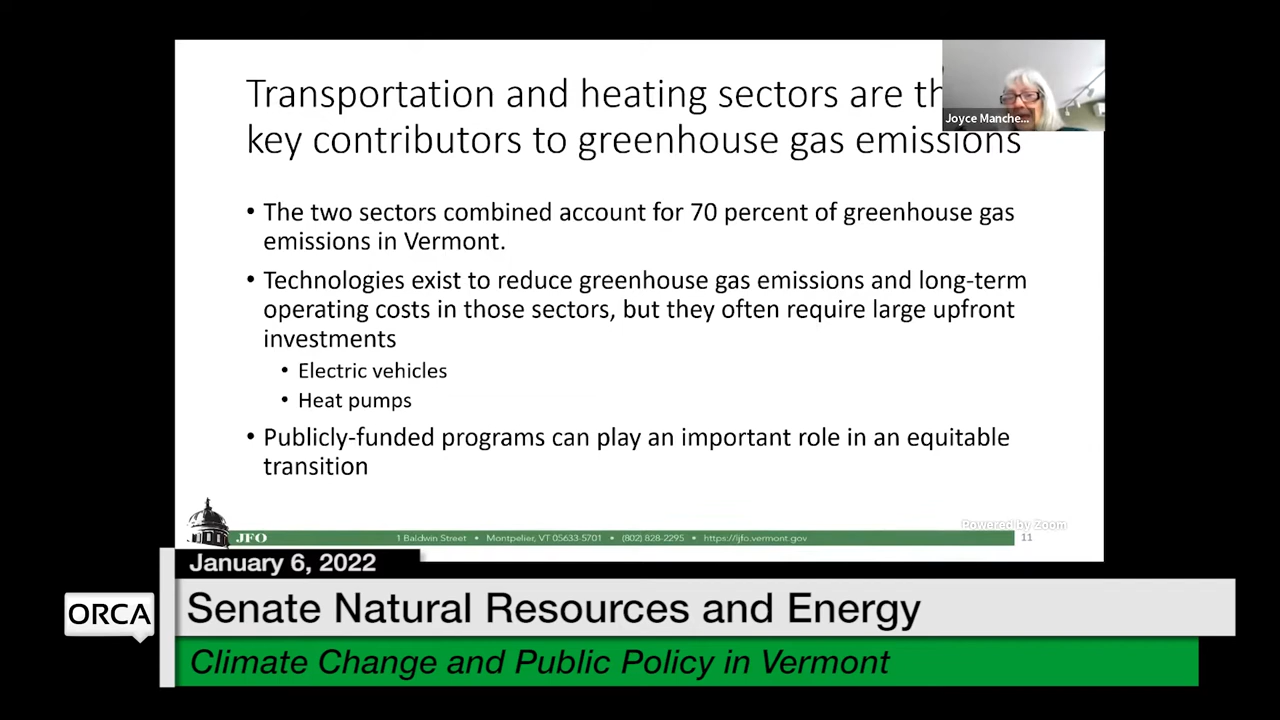 Transportation and heating sectors are th
key contributors to greenhouse gas emissions
Joyce Manche...
• The two sectors combined account for 70 percent of greenhouse gas
emissions in Vermont.
• Technologies exist to reduce greenhouse gas emissions and long-term
operating costs in those sectors, but they often require large upfront
investments
• Electric vehicles
• Heat pumps
• Publicly-funded programs can play an important role in an equitable
transition
Powered by Zoom
JFO 1 Baldwin Street • Montpelier, VT 05633-5701 • (802) 828-2295 • https://ljfo.vermont.gov 11
January 6, 2022
ORCA
Senate Natural Resources and Energy
Climate Change and Public Policy in Vermont